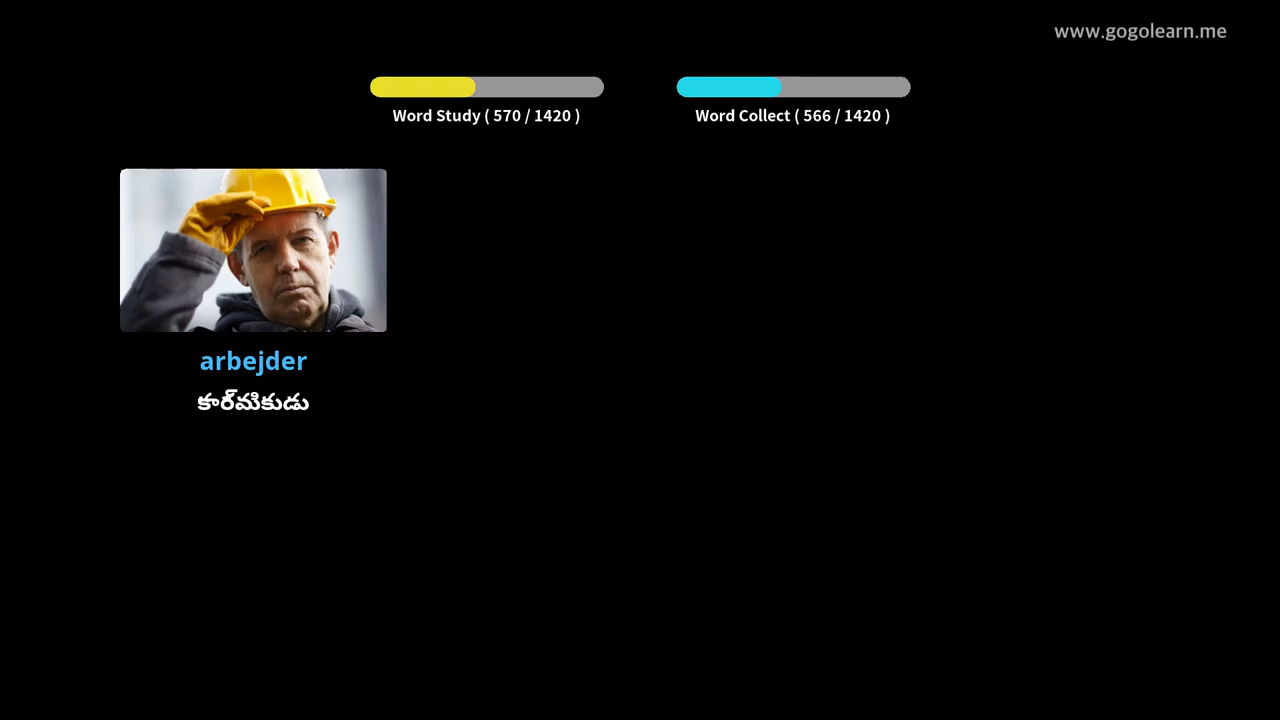 www.gogolearn.me
Word Study ( 570 / 1420 )
Word Collect ( 566 / 1420 )
arbejder
కార్మికుడు